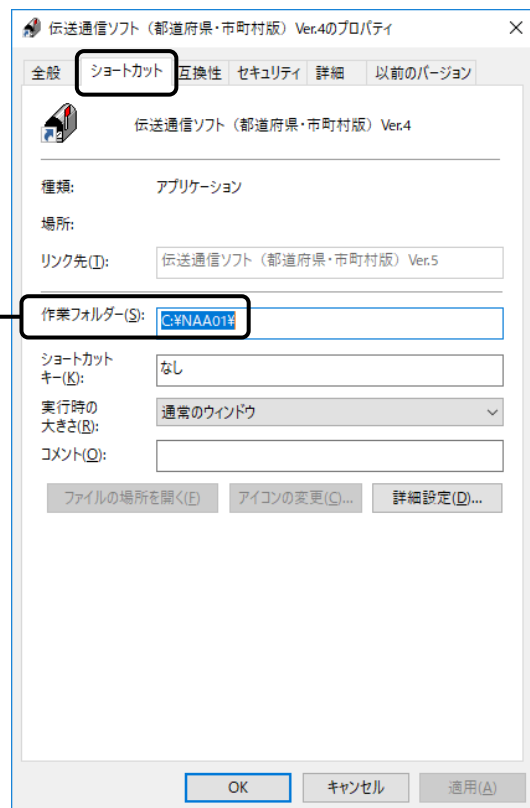 伝送通信ソフト（都道府県・市町村版）Ver.4のプロパティ
全般 ショートカット 互換性 セキュリティ 詳細 以前のバージョン
伝送通信ソフト（都道府県・市町村版）Ver.4
種類: アプリケーション
場所:
リンク先(T): 伝送通信ソフト（都道府県・市町村版）Ver.5
作業フォルダー(S): C:¥NAA01¥
ショートカット
キー(K): なし
実行時の
大きさ(R): 通常のウィンドウ
コメント(O):
ファイルの場所を開く(F) アイコンの変更(C)... 詳細設定(D)...
OK キャンセル 適用(A)